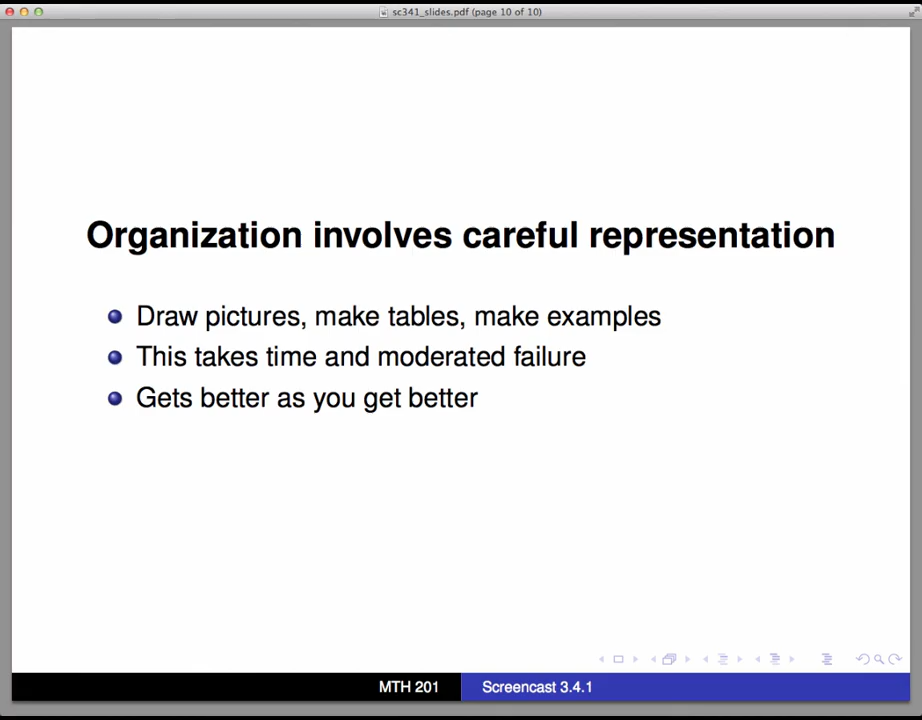 sc341_slides.pdf (page 10 of 10)
Organization involves careful representation
Draw pictures, make tables, make examples
This takes time and moderated failure
Gets better as you get better
MTH 201 Screencast 3.4.1